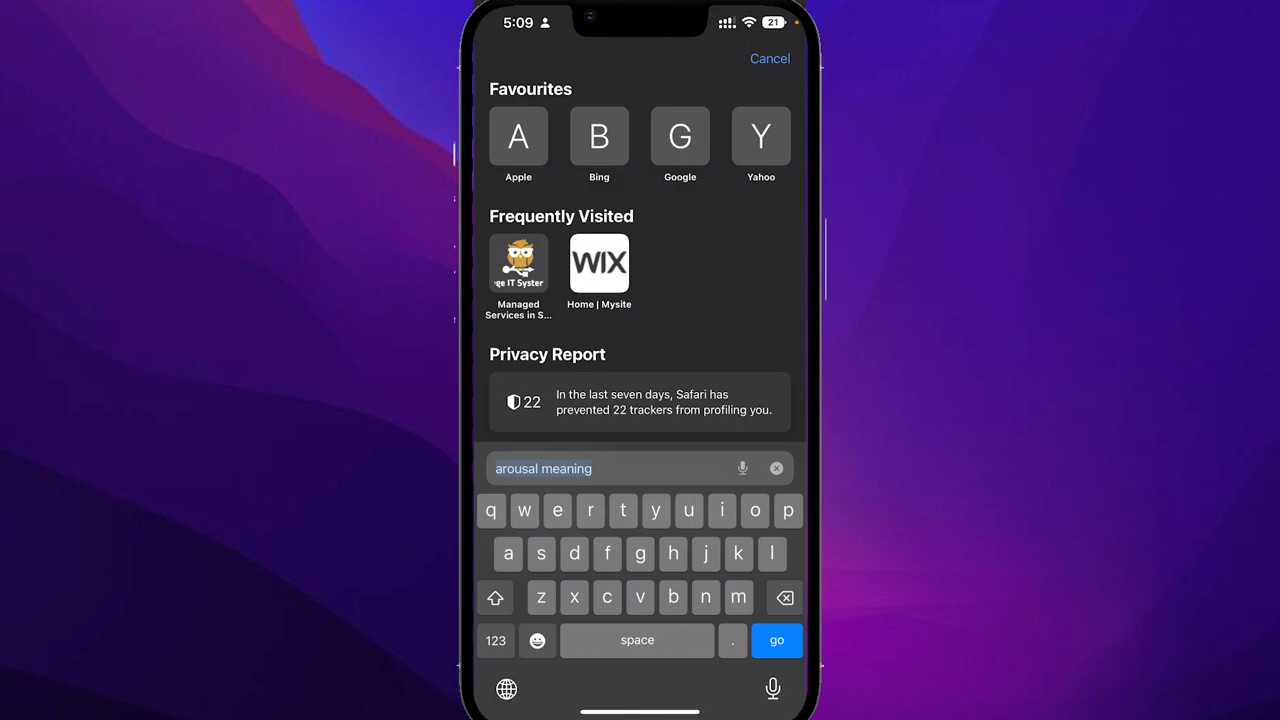 5:09
21
Cancel
Favourites
A B G Y
Apple Bing Google Yahoo
Frequently Visited
ge IT Syster
WIX
Managed
Services in S...
Home | Mysite
Privacy Report
22
In the last seven days, Safari has
prevented 22 trackers from profiling you.
arousal meaning
q w e r t y u i o p
a s d f g h j k l
z x c v b n m
123 space . go